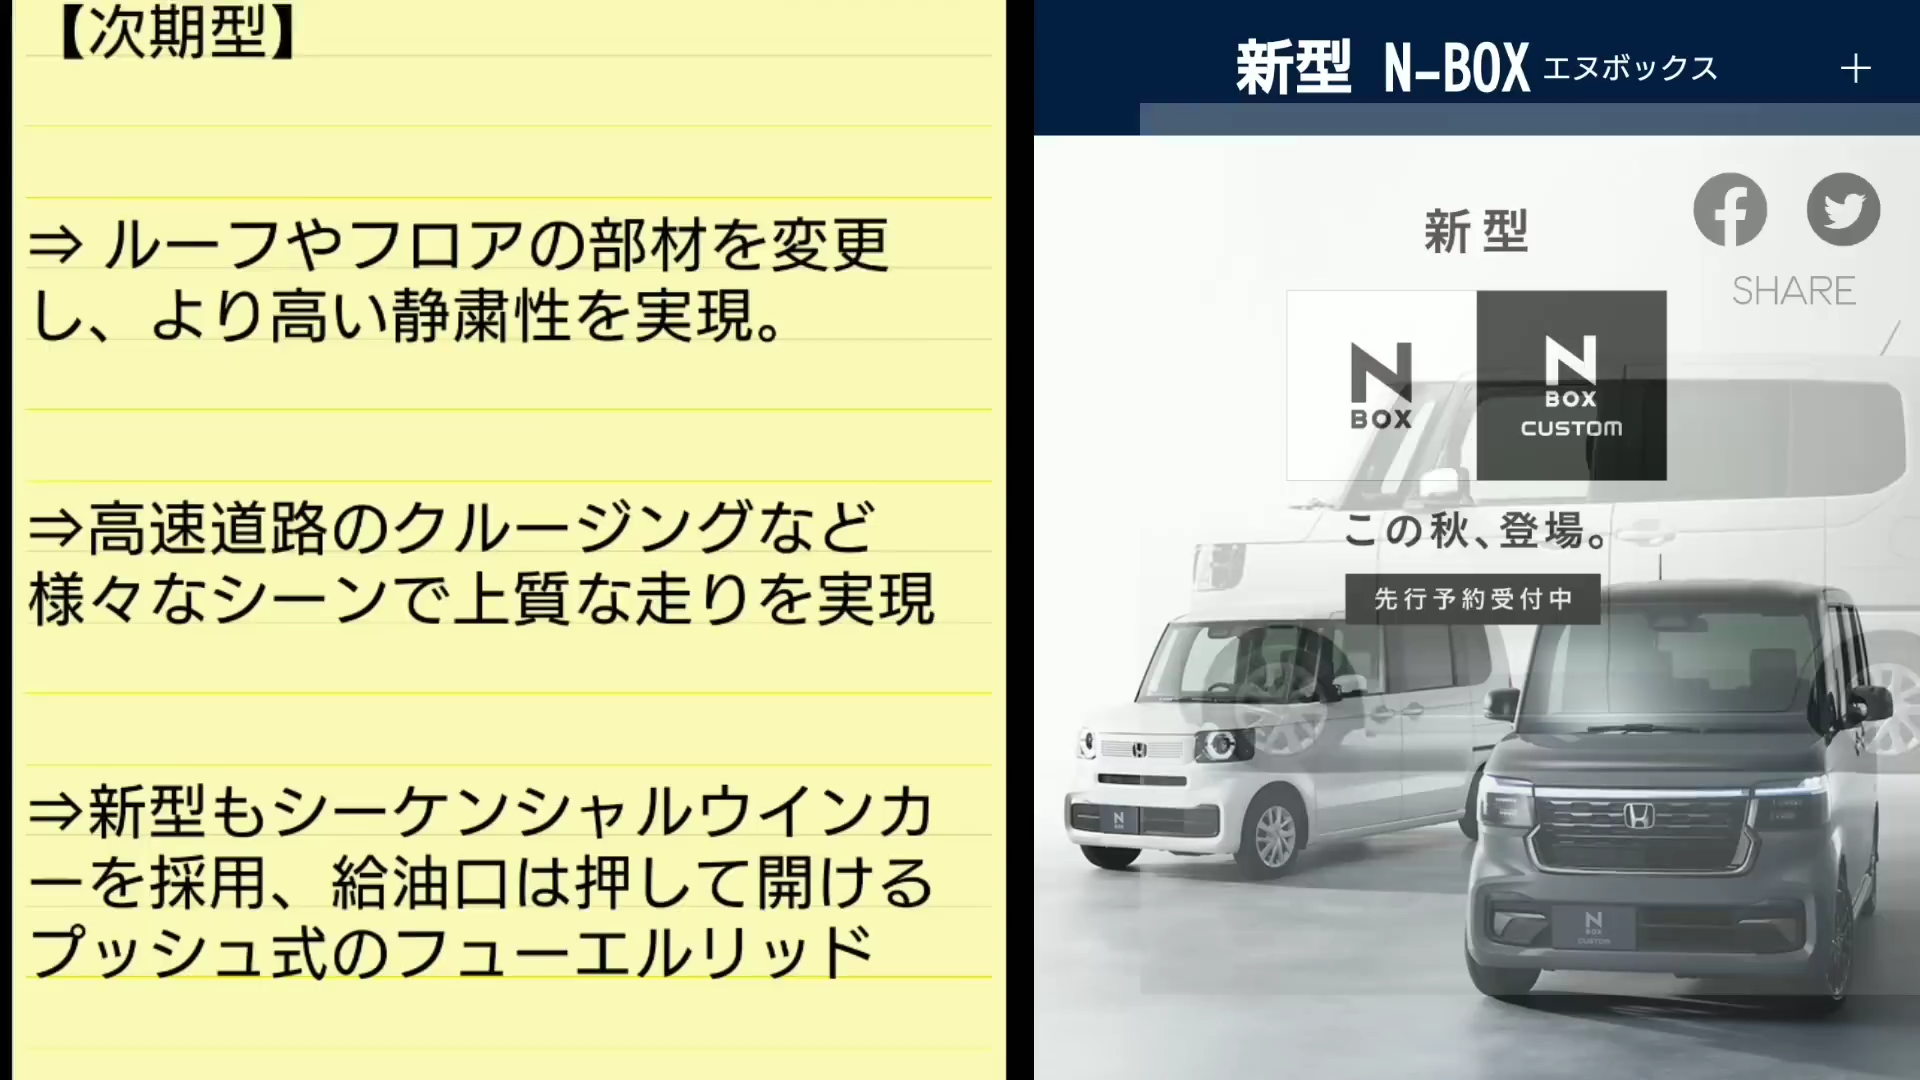 【次期型】
⇒ ルーフやフロアの部材を変更
し、より高い静粛性を実現。
⇒高速道路のクルージングなど
様々なシーンで上質な走りを実現
⇒新型もシーケンシャルウインカ
ーを採用、給油口は押して開ける
プッシュ式のフューエルリッド
新型 N-BOX エヌボックス
新型
SHARE
N BOX
N BOX CUSTOM
この秋、登場。
先行予約受付中
N BOX
N BOX CUSTOM